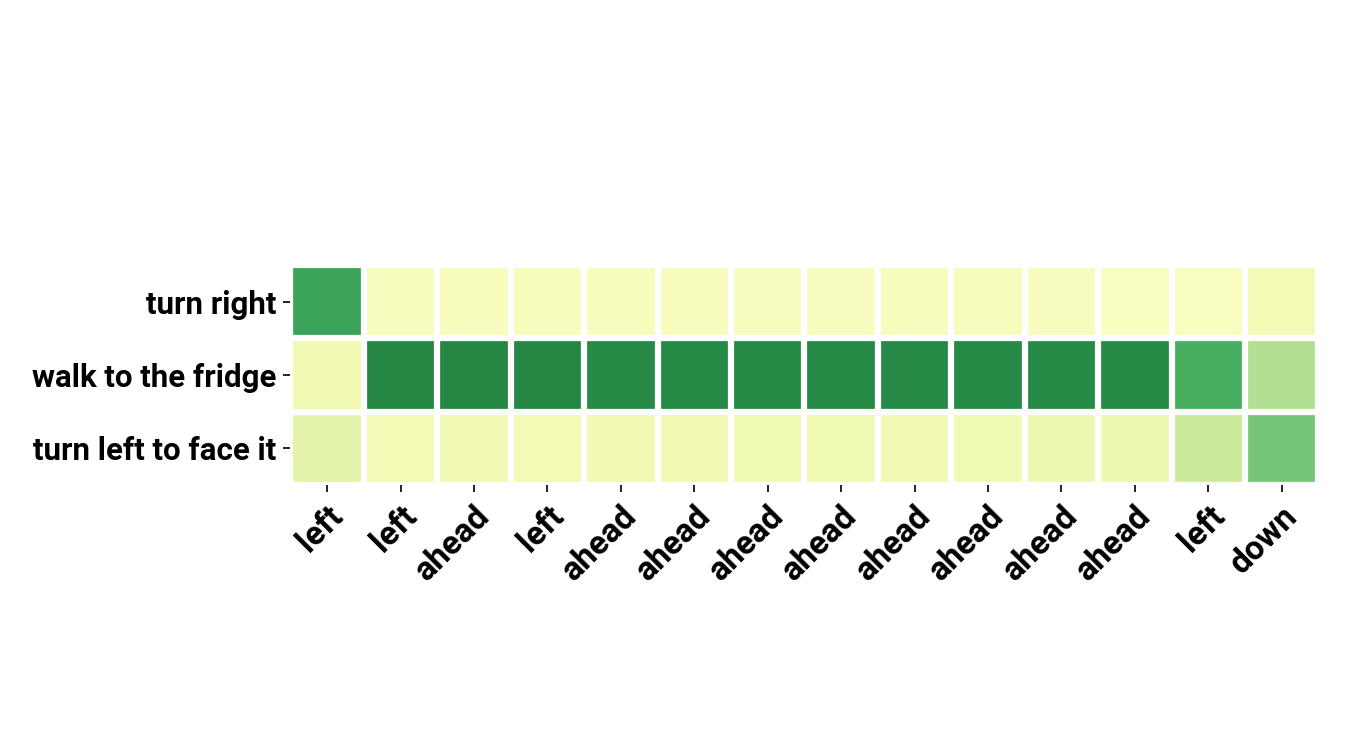 turn right
walk to the fridge
turn left to face it
left
left
ahead
left
ahead
ahead
ahead
ahead
ahead
ahead
ahead
ahead
left
down